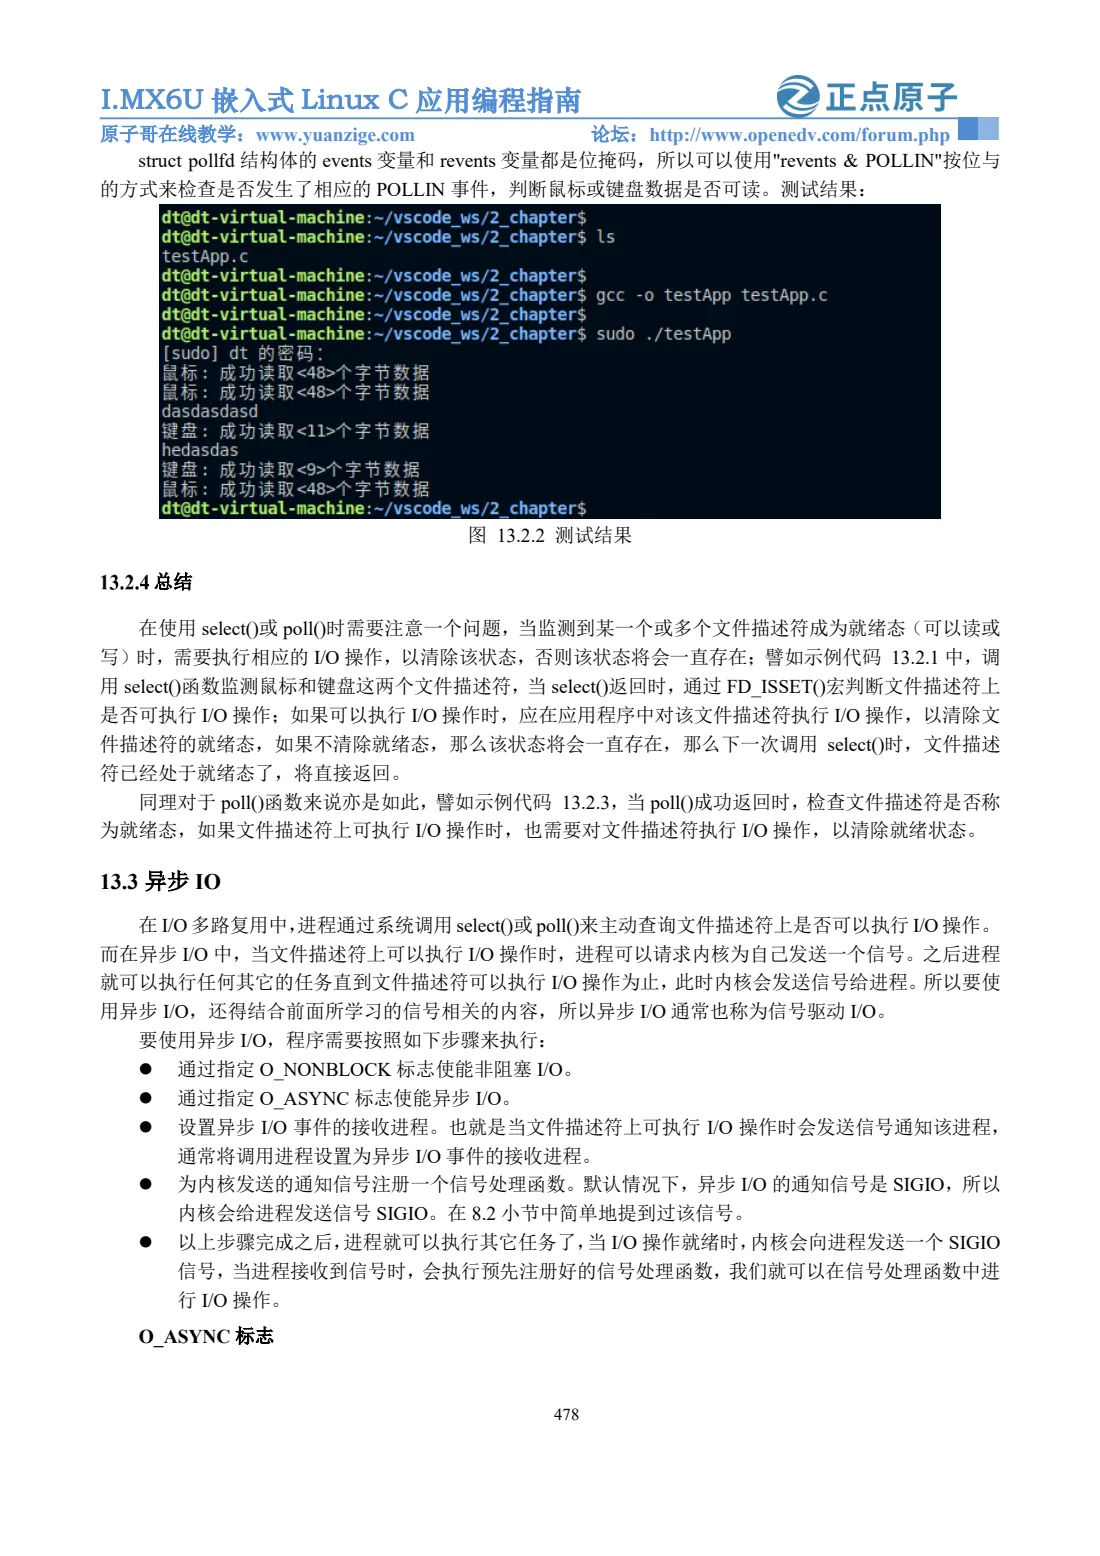 I.MX6U 嵌入式 Linux C 应用编程指南
正点原子
原子哥在线教学：www.yuanzige.com 论坛：http://www.openedv.com/forum.php
struct pollfd 结构体的 events 变量和 revents 变量都是位掩码，所以可以使用"revents & POLLIN"按位与
的方式来检查是否发生了相应的 POLLIN 事件，判断鼠标或键盘数据是否可读。测试结果：
dt@dt-virtual-machine:~/vscode_ws/2_chapter$
dt@dt-virtual-machine:~/vscode_ws/2_chapter$ ls
testApp.c
dt@dt-virtual-machine:~/vscode_ws/2_chapter$
dt@dt-virtual-machine:~/vscode_ws/2_chapter$ gcc -o testApp testApp.c
dt@dt-virtual-machine:~/vscode_ws/2_chapter$
dt@dt-virtual-machine:~/vscode_ws/2_chapter$ sudo ./testApp
[sudo] dt 的密码：
鼠标: 成功读取<48>个字节数据
鼠标: 成功读取<48>个字节数据
dasdasdasd
键盘: 成功读取<11>个字节数据
hedasdas
键盘: 成功读取<9>个字节数据
鼠标: 成功读取<48>个字节数据
dt@dt-virtual-machine:~/vscode_ws/2_chapter$
图 13.2.2 测试结果
13.2.4 总结
在使用 select()或 poll()时需要注意一个问题，当监测到某一个或多个文件描述符成为就绪态（可以读或
写）时，需要执行相应的 I/O 操作，以清除该状态，否则该状态将会一直存在；譬如示例代码 13.2.1 中，调
用 select()函数监测鼠标和键盘这两个文件描述符，当 select()返回时，通过 FD_ISSET()宏判断文件描述符上
是否可执行 I/O 操作；如果可以执行 I/O 操作时，应在应用程序中对该文件描述符执行 I/O 操作，以清除文
件描述符的就绪态，如果不清除就绪态，那么该状态将会一直存在，那么下一次调用 select()时，文件描述
符已经处于就绪态了，将直接返回。
同理对于 poll()函数来说亦是如此，譬如示例代码 13.2.3，当 poll()成功返回时，检查文件描述符是否称
为就绪态，如果文件描述符上可执行 I/O 操作时，也需要对文件描述符执行 I/O 操作，以清除就绪状态。
13.3 异步 IO
在 I/O 多路复用中，进程通过系统调用 select()或 poll()来主动查询文件描述符上是否可以执行 I/O 操作。
而在异步 I/O 中，当文件描述符上可以执行 I/O 操作时，进程可以请求内核为自己发送一个信号。之后进程
就可以执行任何其它的任务直到文件描述符可以执行 I/O 操作为止，此时内核会发送信号给进程。所以要使
用异步 I/O，还得结合前面所学习的信号相关的内容，所以异步 I/O 通常也称为信号驱动 I/O。
要使用异步 I/O，程序需要按照如下步骤来执行：
● 通过指定 O_NONBLOCK 标志使能非阻塞 I/O。
● 通过指定 O_ASYNC 标志使能异步 I/O。
● 设置异步 I/O 事件的接收进程。也就是当文件描述符上可执行 I/O 操作时会发送信号通知该进程，
通常将调用进程设置为异步 I/O 事件的接收进程。
● 为内核发送的通知信号注册一个信号处理函数。默认情况下，异步 I/O 的通知信号是 SIGIO，所以
内核会给进程发送信号 SIGIO。在 8.2 小节中简单地提到过该信号。
● 以上步骤完成之后，进程就可以执行其它任务了，当 I/O 操作就绪时，内核会向进程发送一个 SIGIO
信号，当进程接收到信号时，会执行预先注册好的信号处理函数，我们就可以在信号处理函数中进
行 I/O 操作。
O_ASYNC 标志
478